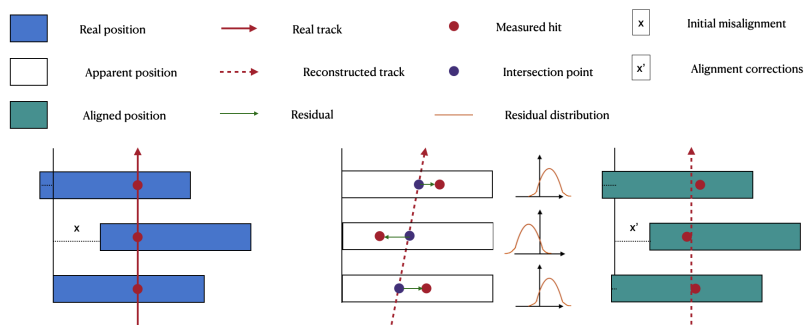 Real position
Real track
Measured hit
x
Initial misalignment
Apparent position
Reconstructed track
Intersection point
x'
Alignment corrections
Aligned position
Residual
Residual distribution
x
x'